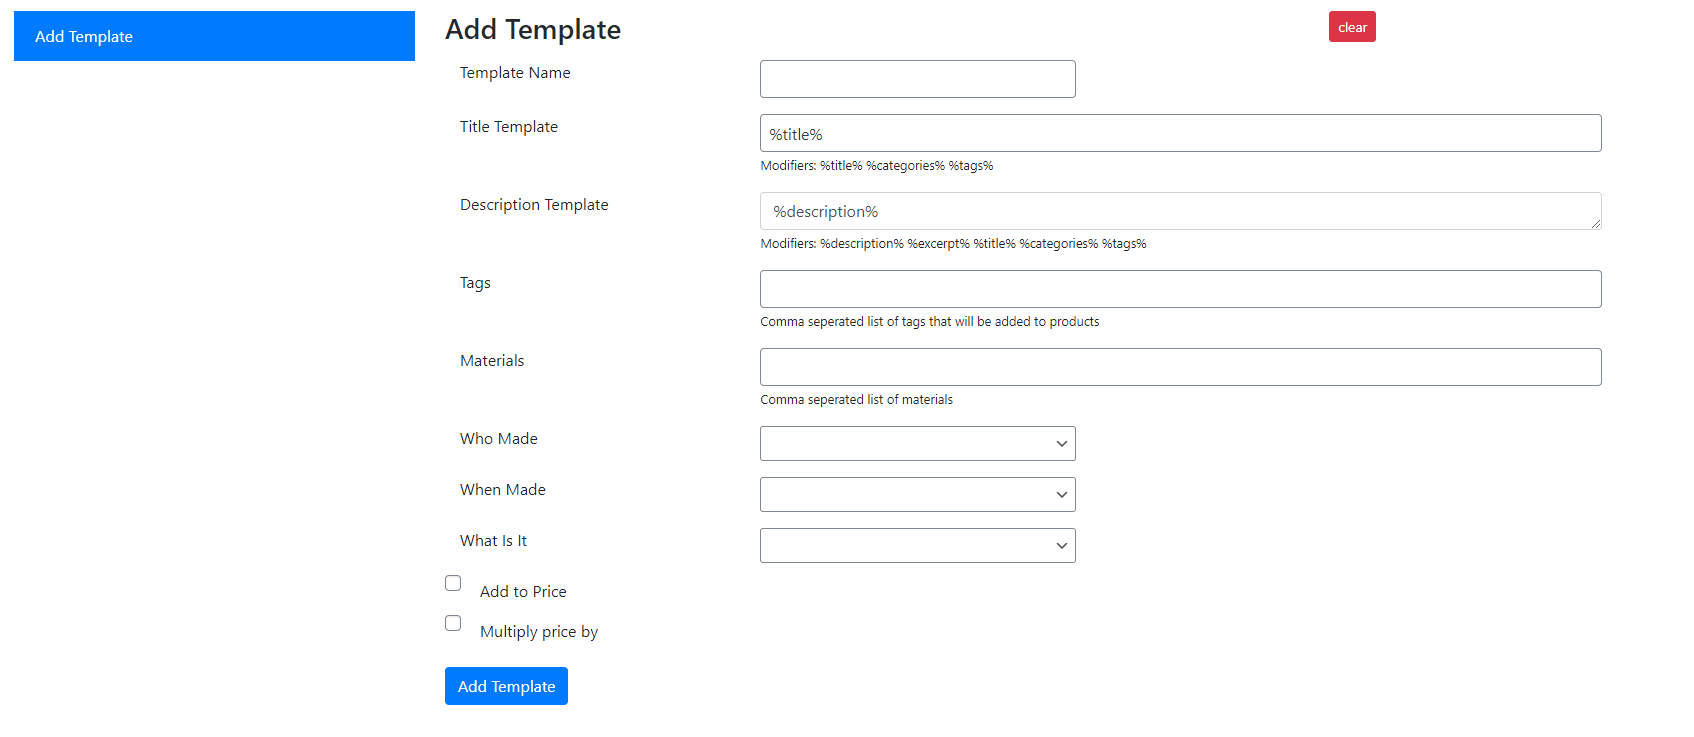 Add Template
Add Template
clear
Template Name
Title Template
%title%
Modifiers: %title% %categories% %tags%
Description Template
%description%
Modifiers: %description% %excerpt% %title% %categories% %tags%
Tags
Comma seperated list of tags that will be added to products
Materials
Comma seperated list of materials
Who Made
When Made
What Is It
Add to Price
Multiply price by
Add Template